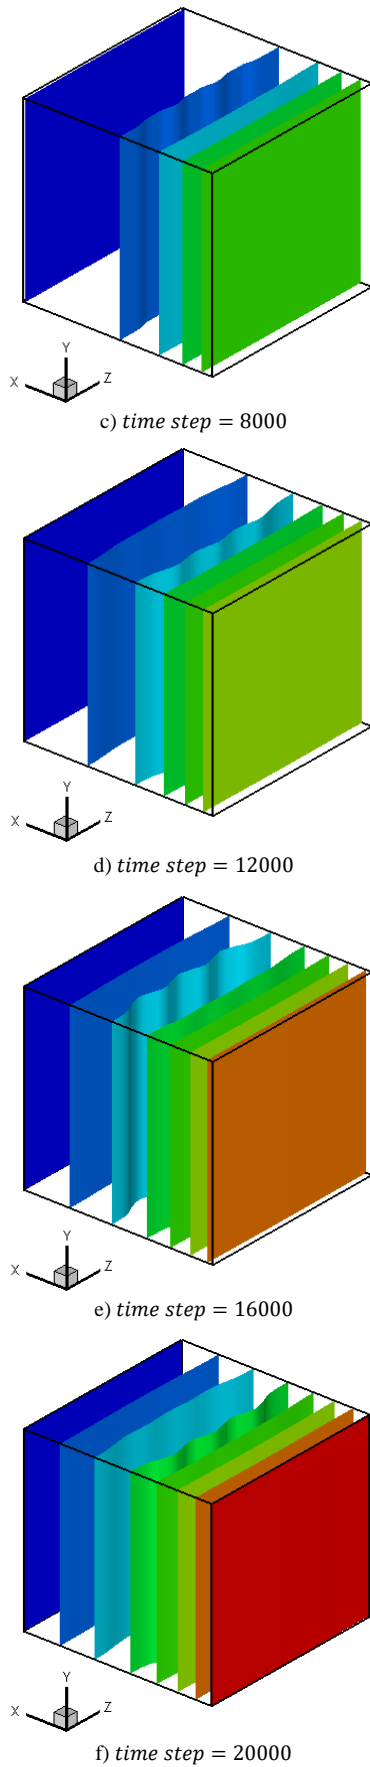 Y
X Z
c) time step = 8000
Y
X Z
d) time step = 12000
Y
X Z
e) time step = 16000
Y
X Z
f) time step = 20000